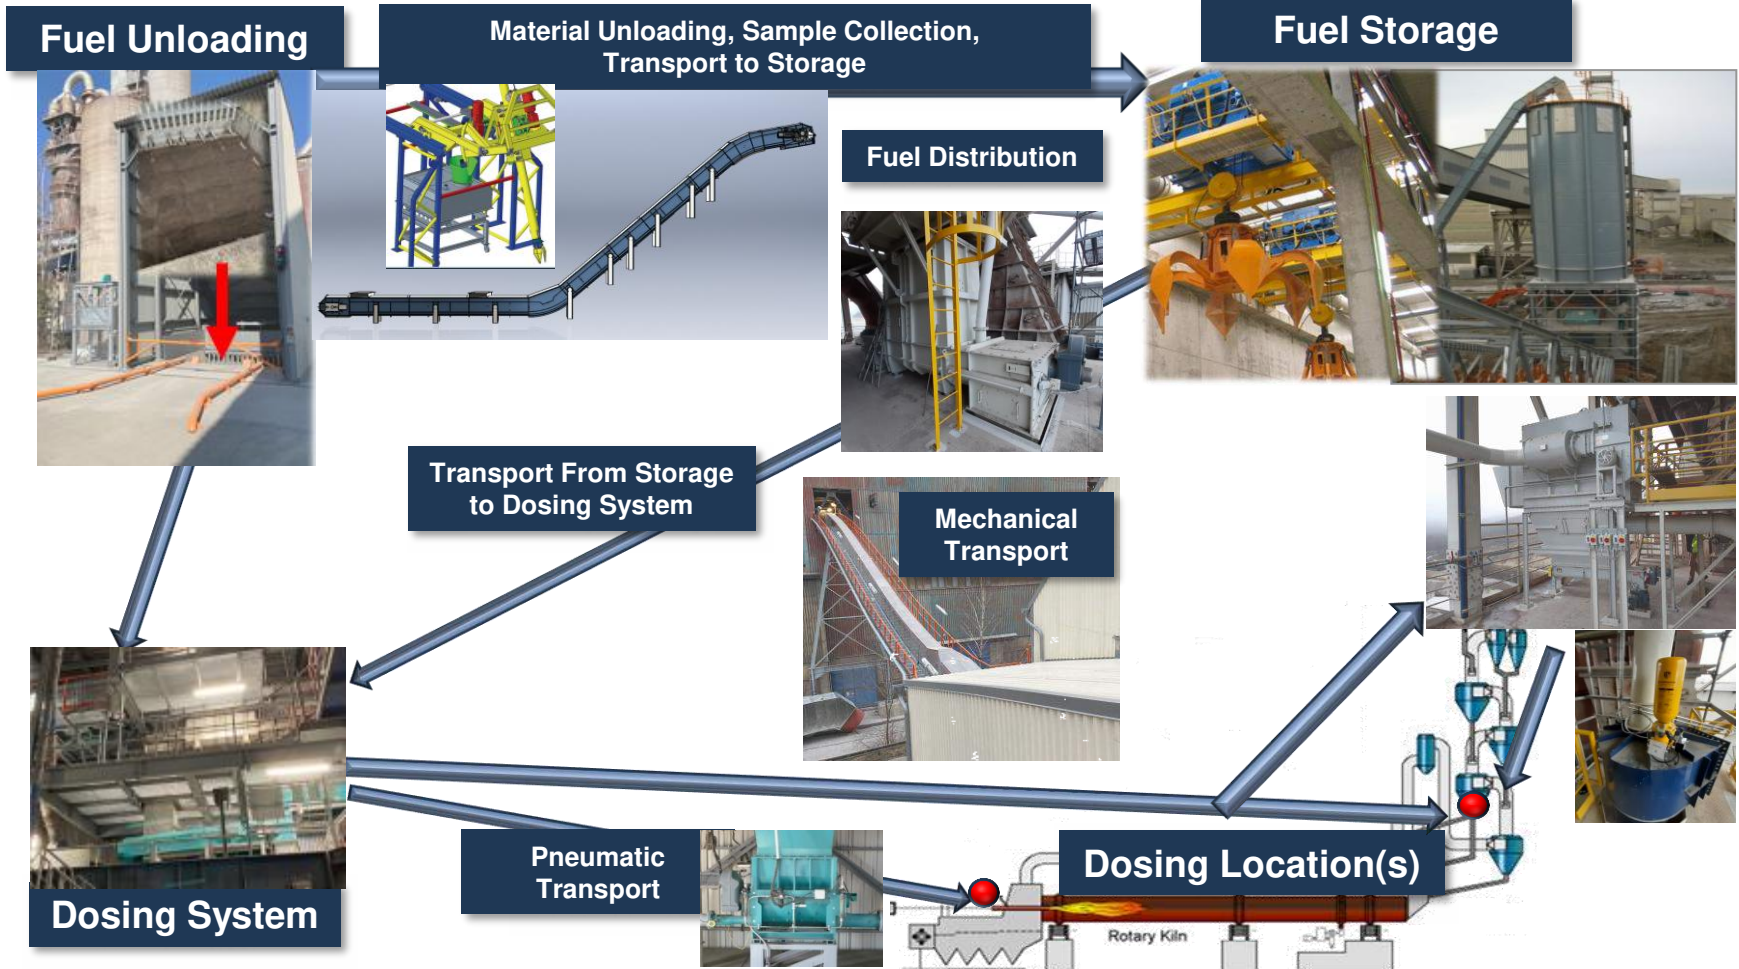 Fuel Unloading
Material Unloading, Sample Collection,
Transport to Storage
Fuel Storage
Fuel Distribution
Transport From Storage
to Dosing System
Mechanical
Transport
Pneumatic
Transport
Dosing Location(s)
Dosing System
Rotary Kiln